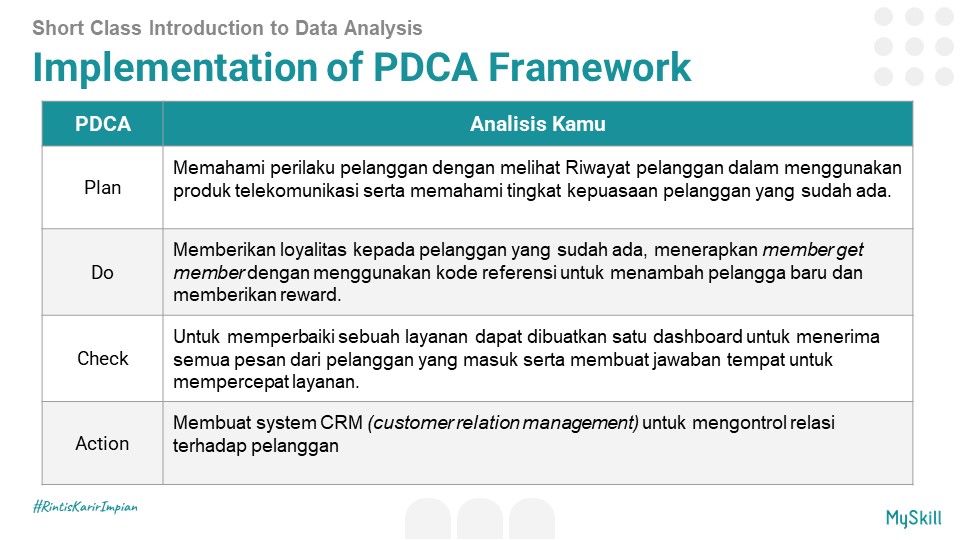 Short Class Introduction to Data Analysis
Implementation of PDCA Framework
PDCA
Analisis Kamu
Plan
Memahami perilaku pelanggan dengan melihat Riwayat pelanggan dalam menggunakan
produk telekomunikasi serta memahami tingkat kepuasaan pelanggan yang sudah ada.
Do
Memberikan loyalitas kepada pelanggan yang sudah ada, menerapkan member get
member dengan menggunakan kode referensi untuk menambah pelangga baru dan
memberikan reward.
Check
Untuk memperbaiki sebuah layanan dapat dibuatkan satu dashboard untuk menerima
semua pesan dari pelanggan yang masuk serta membuat jawaban tempat untuk
mempercepat layanan.
Action
Membuat system CRM (customer relation management) untuk mengontrol relasi
terhadap pelanggan
#RintisKarirImpian
MySkill